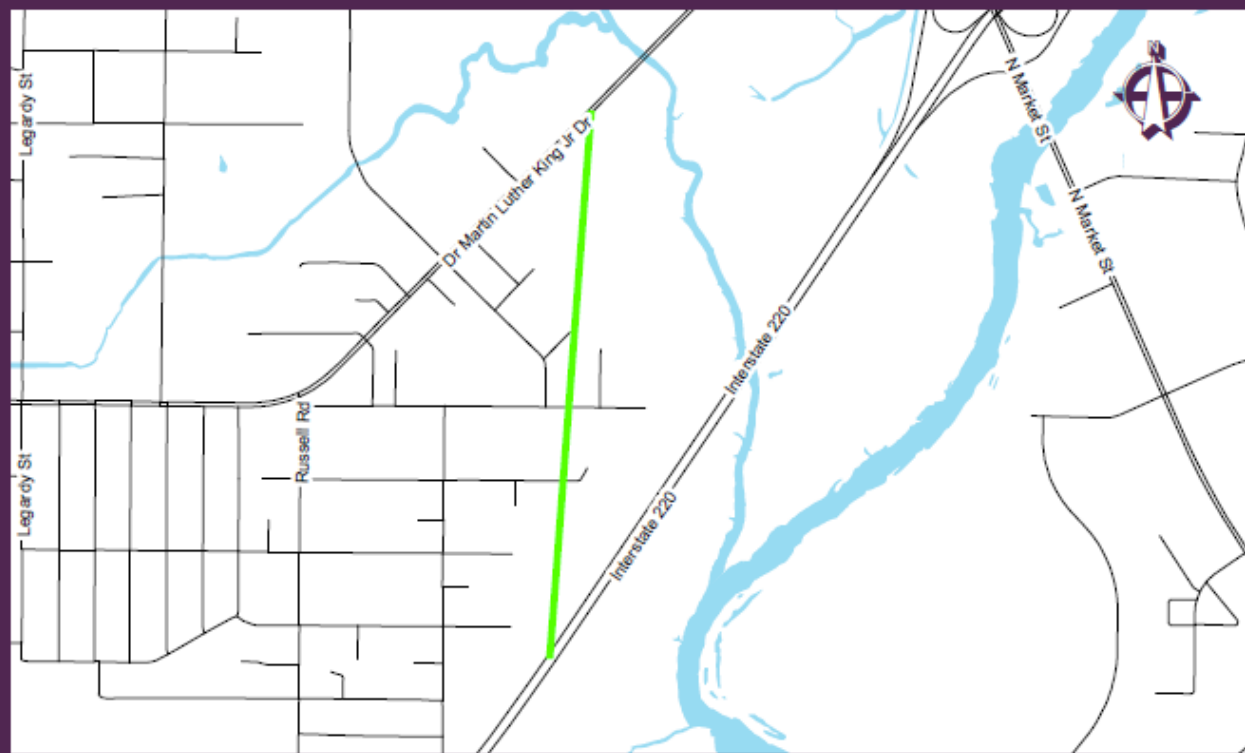 N
N Market St
Legardy St
Dr Martin Luther King Jr Dr
N Market St
Interstate 220
Russell Rd
Legardy St
Interstate 220